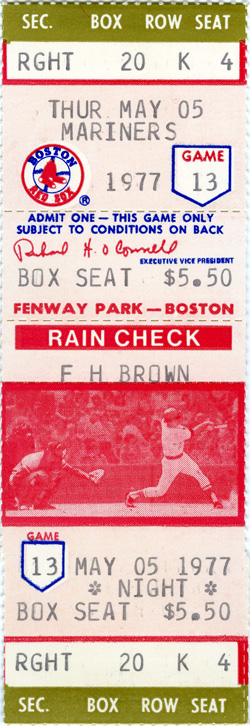 SEC. BOX ROW SEAT
RGHT 20 K 4
THUR MAY 05
MARINERS
BOSTON
RED SOX
®
1977
GAME
13
ADMIT ONE — THIS GAME ONLY
SUBJECT TO CONDITIONS ON BACK
Richard H. O'Connell
EXECUTIVE VICE PRESIDENT
BOX SEAT $5.50
FENWAY PARK — BOSTON
RAIN CHECK
F H BROWN
GAME
13
MAY 05 1977
* NIGHT *
BOX SEAT $5.50
RGHT 20 K 4
SEC. BOX ROW SEAT